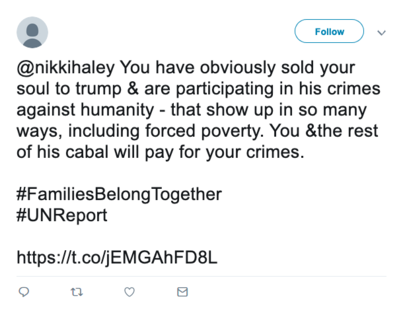 Follow
@nikkihaley You have obviously sold your
soul to trump & are participating in his crimes
against humanity - that show up in so many
ways, including forced poverty. You &the rest
of his cabal will pay for your crimes.
#FamiliesBelongTogether
#UNReport
https://t.co/jEMGAhFD8L